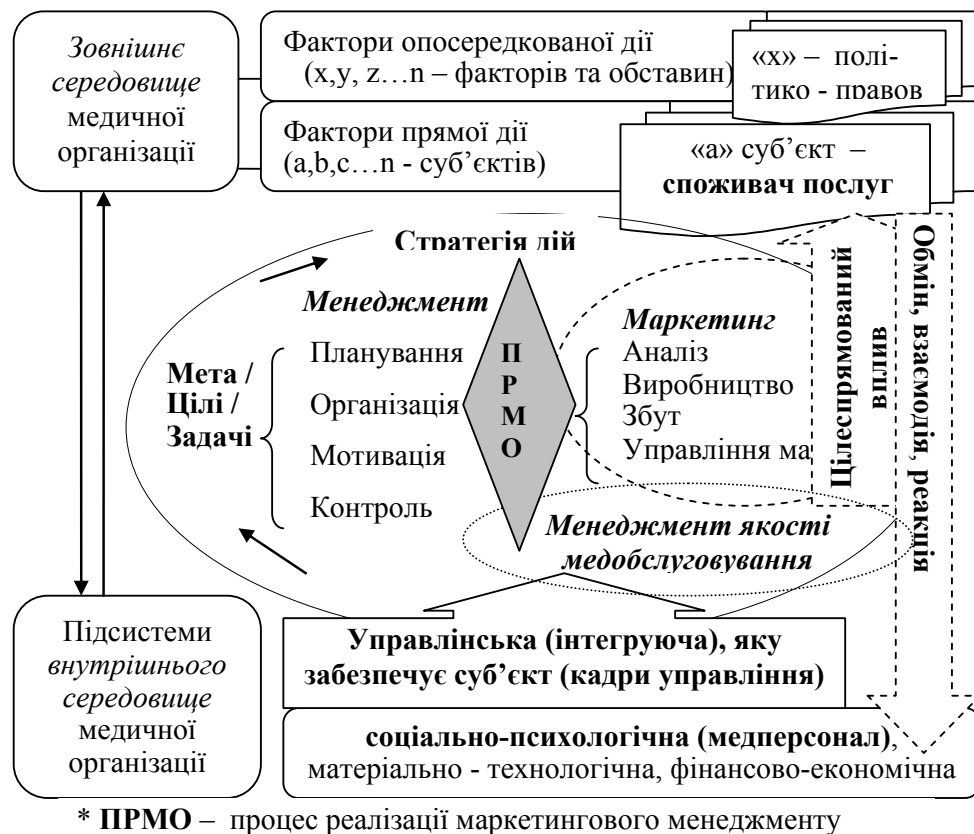 Зовнішнє
середовище
медичної
організації
Фактори опосередкованої дії
(x,y, z…n – факторів та обставин)
«х» – полі-
тико - правов
Фактори прямої дії
(a,b,c…n - суб’єктів)
«а» суб’єкт –
споживач послуг
Стратегія дій
Менеджмент
Планування
Організація
Мотивація
Контроль
Мета /
Цілі /
Задачі
П
Р
М
О
Маркетинг
Аналіз
Виробництво
Збут
Управління ма
Цілеспрямований
вплив
Обмін, взаємодія, реакція
Менеджмент якості
медобслуговування
Підсистеми
внутрішнього
середовище
медичної
організації
Управлінська (інтегруюча), яку
забезпечує суб’єкт (кадри управління)
соціально-психологічна (медперсонал),
матеріально - технологічна, фінансово-економічна
* ПРМО – процес реалізації маркетингового менеджменту